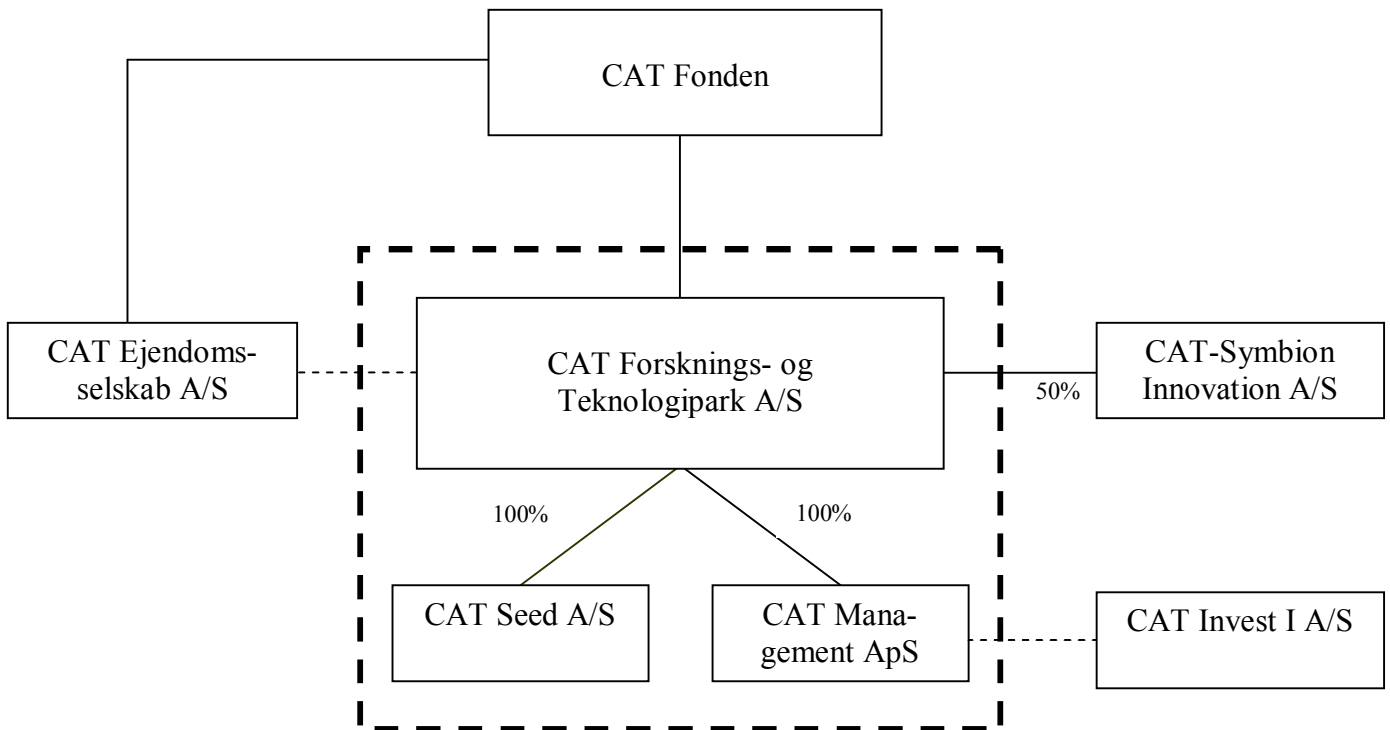 CAT Fonden
CAT Ejendoms-
selskab A/S
CAT Forsknings- og
Teknologipark A/S
CAT-Symbion
Innovation A/S
50%
100%
100%
CAT Seed A/S
CAT Mana-
gement ApS
CAT Invest I A/S